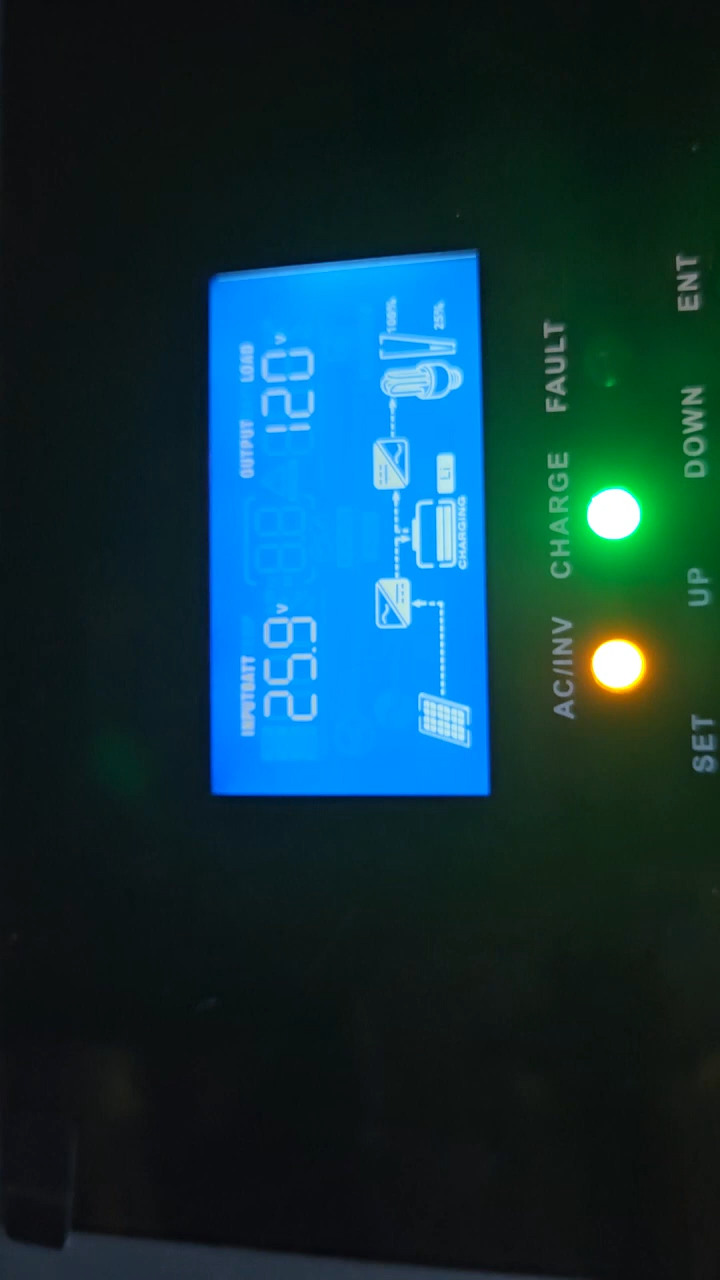 INPUTBATT OUTPUT LOAD
25.9V 120V
100%
25%
Li
CHARGING
AC/INV CHARGE FAULT
SET UP DOWN ENT